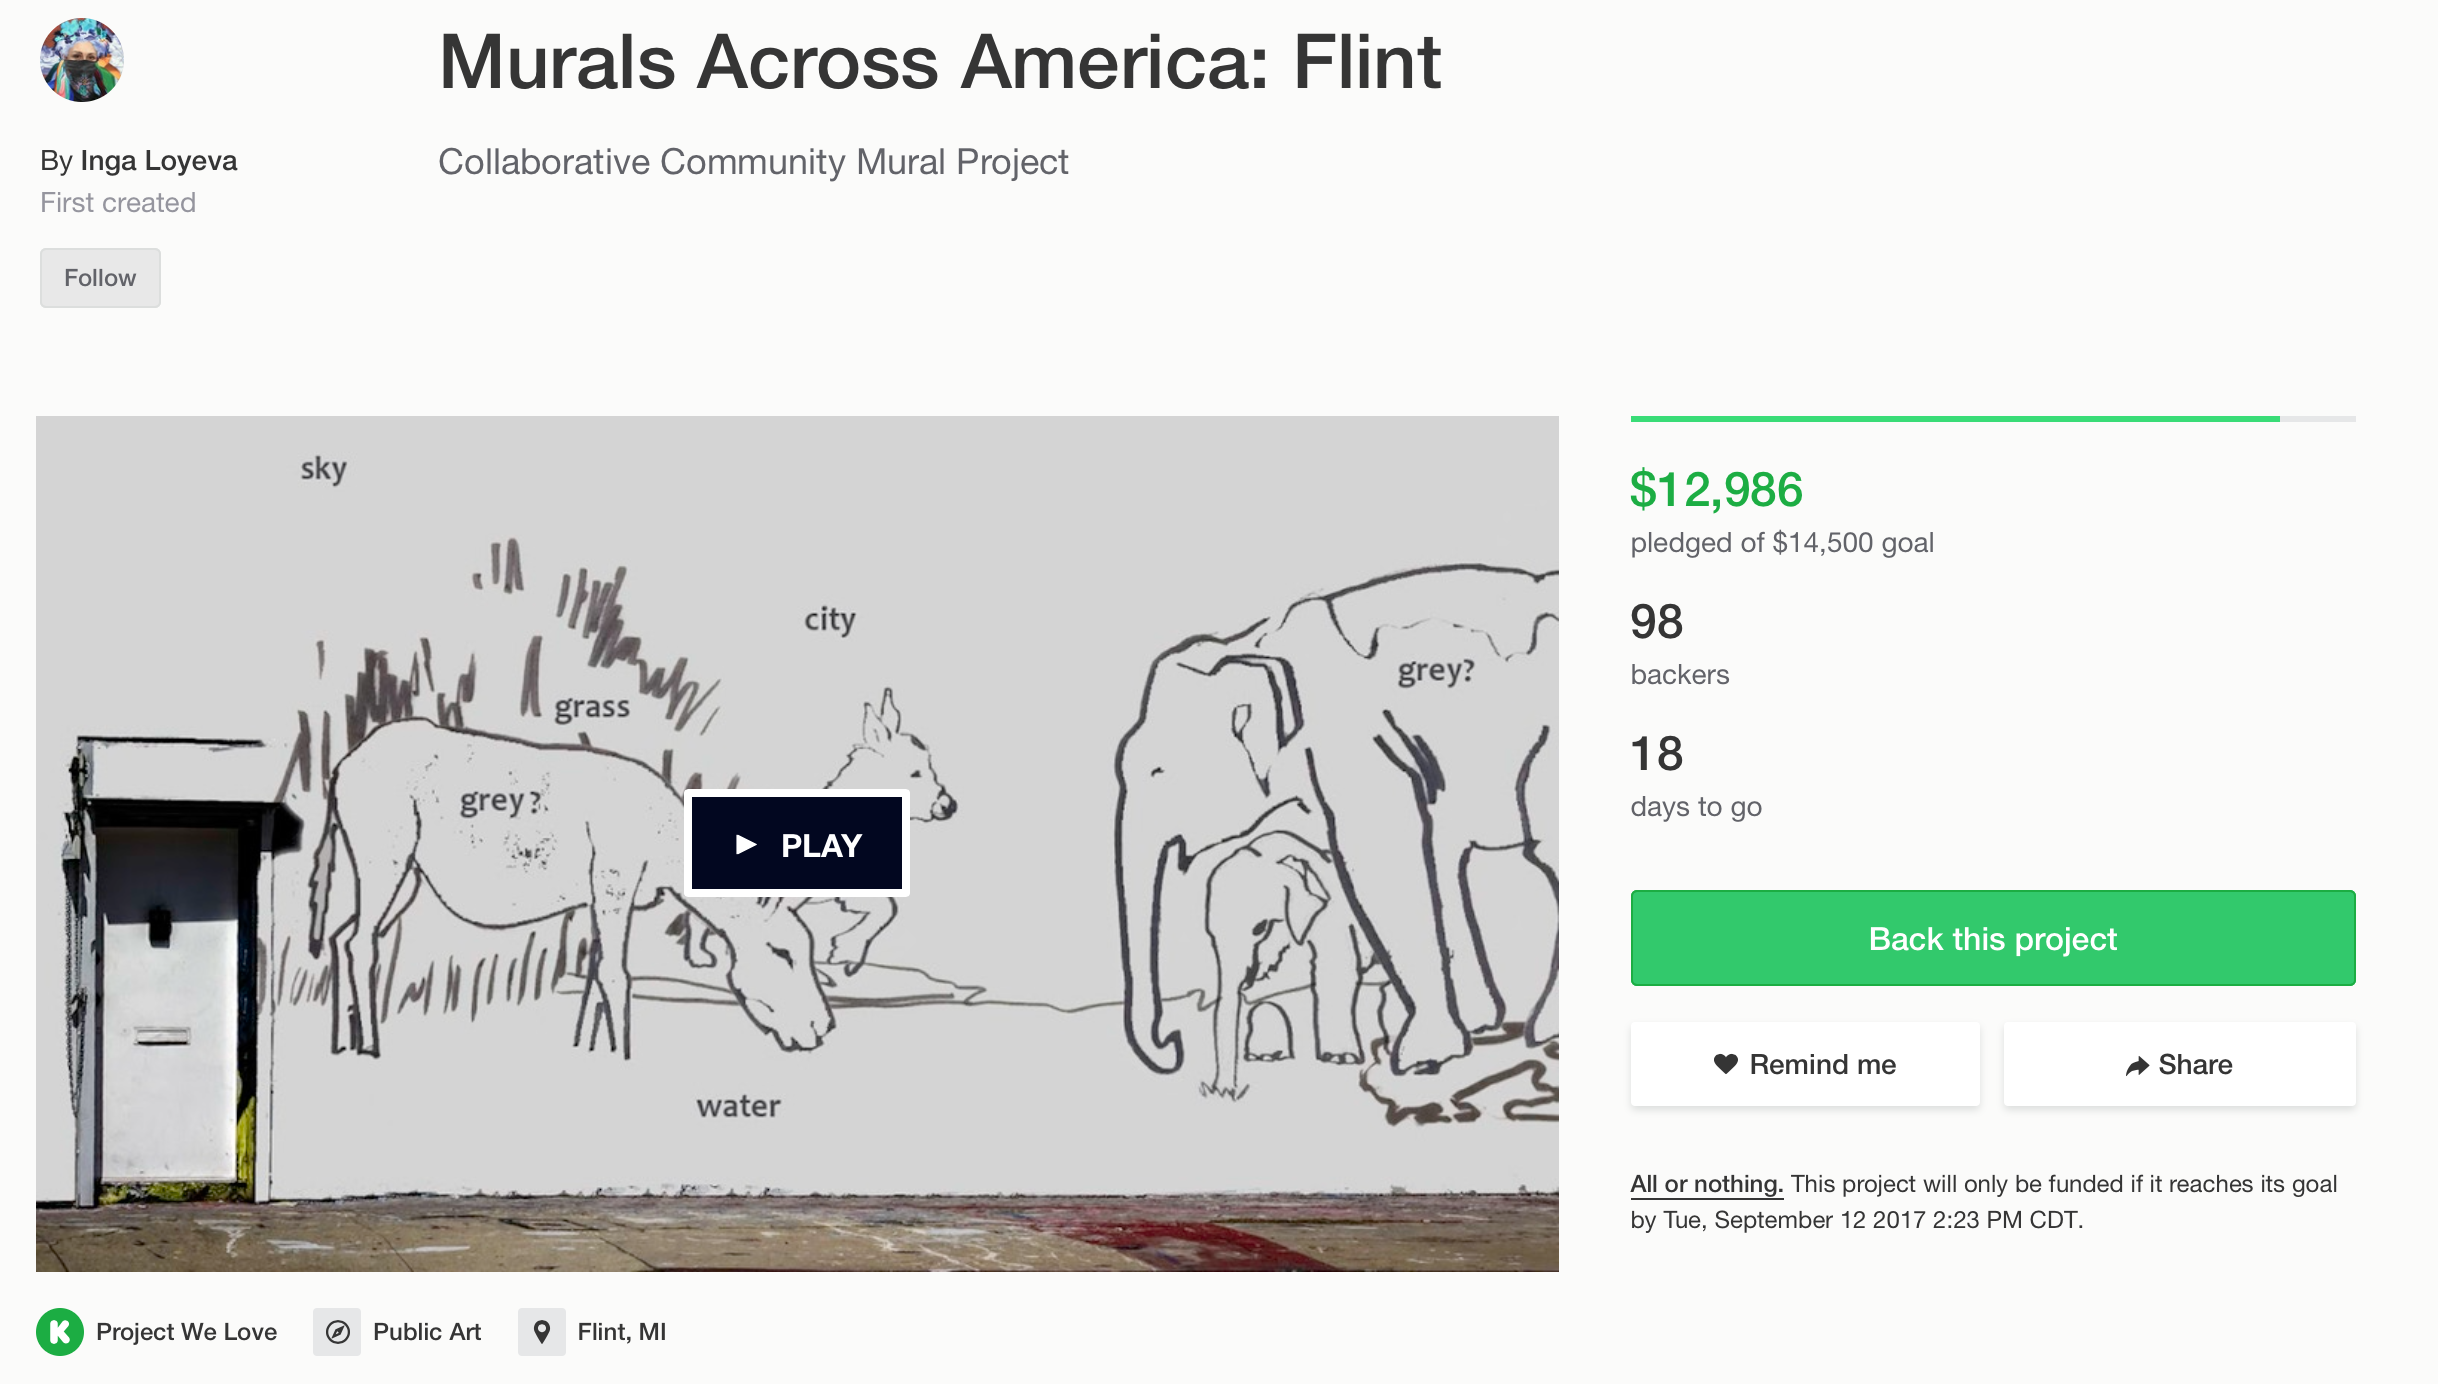 Murals Across America: Flint
By Inga Loyeva
First created
Collaborative Community Mural Project
Follow
sky
city
grass
grey?
grey?
PLAY
water
$12,986
pledged of $14,500 goal
98
backers
18
days to go
Back this project
Remind me
Share
All or nothing. This project will only be funded if it reaches its goal
by Tue, September 12 2017 2:23 PM CDT.
K Project We Love
Public Art
Flint, MI